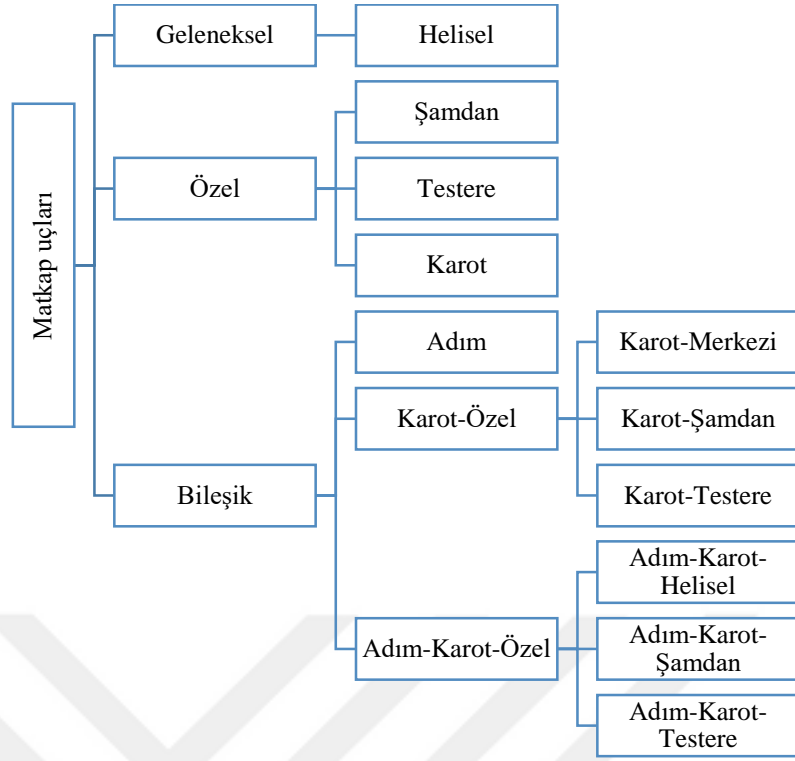 Matkap uçları
Geleneksel
Helisel
Özel
Şamdan
Testere
Karot
Bileşik
Adım
Karot-Özel
Karot-Merkezi
Karot-Şamdan
Karot-Testere
Adım-Karot-Özel
Adım-Karot-
Helisel
Adım-Karot-
Şamdan
Adım-Karot-
Testere